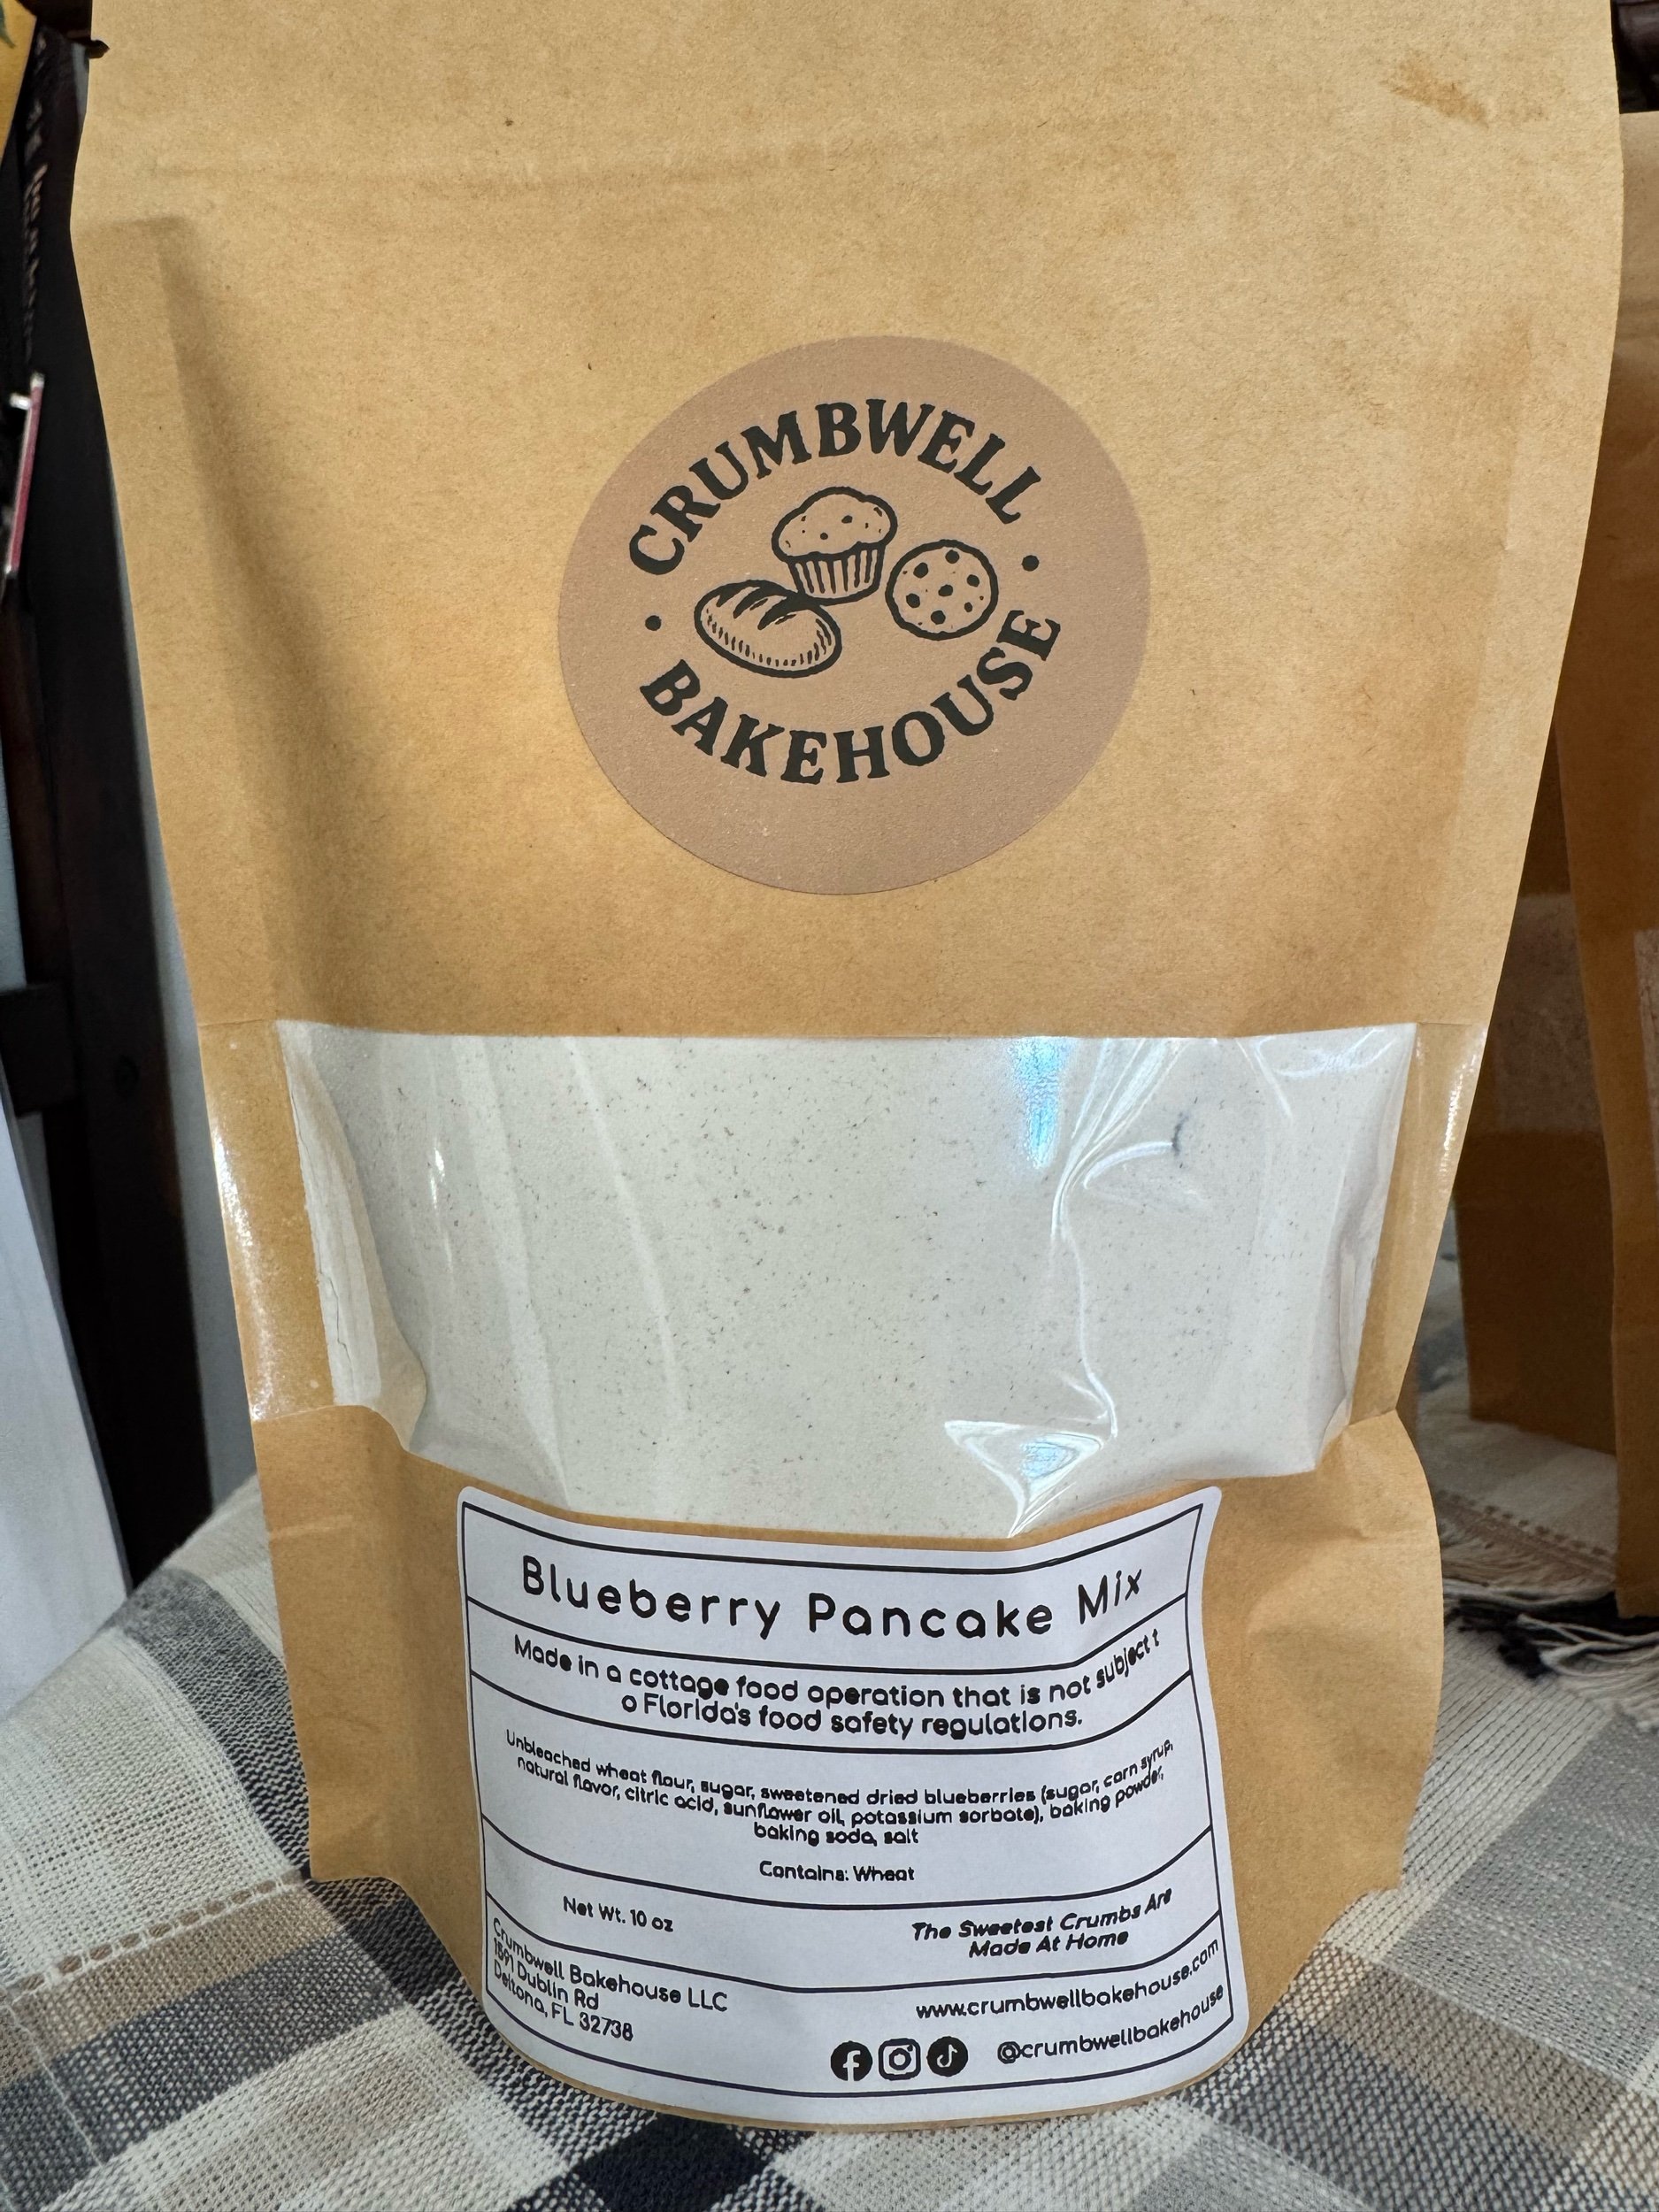 CRUMBWELL
BAKEHOUSE
Blueberry Pancake Mix
Made in a cottage food operation that is not subject t
o Florida's food safety regulations.
Unbleached wheat flour, sugar, sweetened dried blueberries (sugar, corn syrup,
natural flavor, citric acid, sunflower oil, potassium sorbate), baking powder,
baking soda, salt
Contains: Wheat
Net Wt. 10 oz
The Sweetest Crumbs Are
Made At Home
Crumbwell Bakehouse LLC
1591 Dublin Rd
Deltona, FL 32738
www.crumbwellbakehouse.com
@crumbwellbakehouse